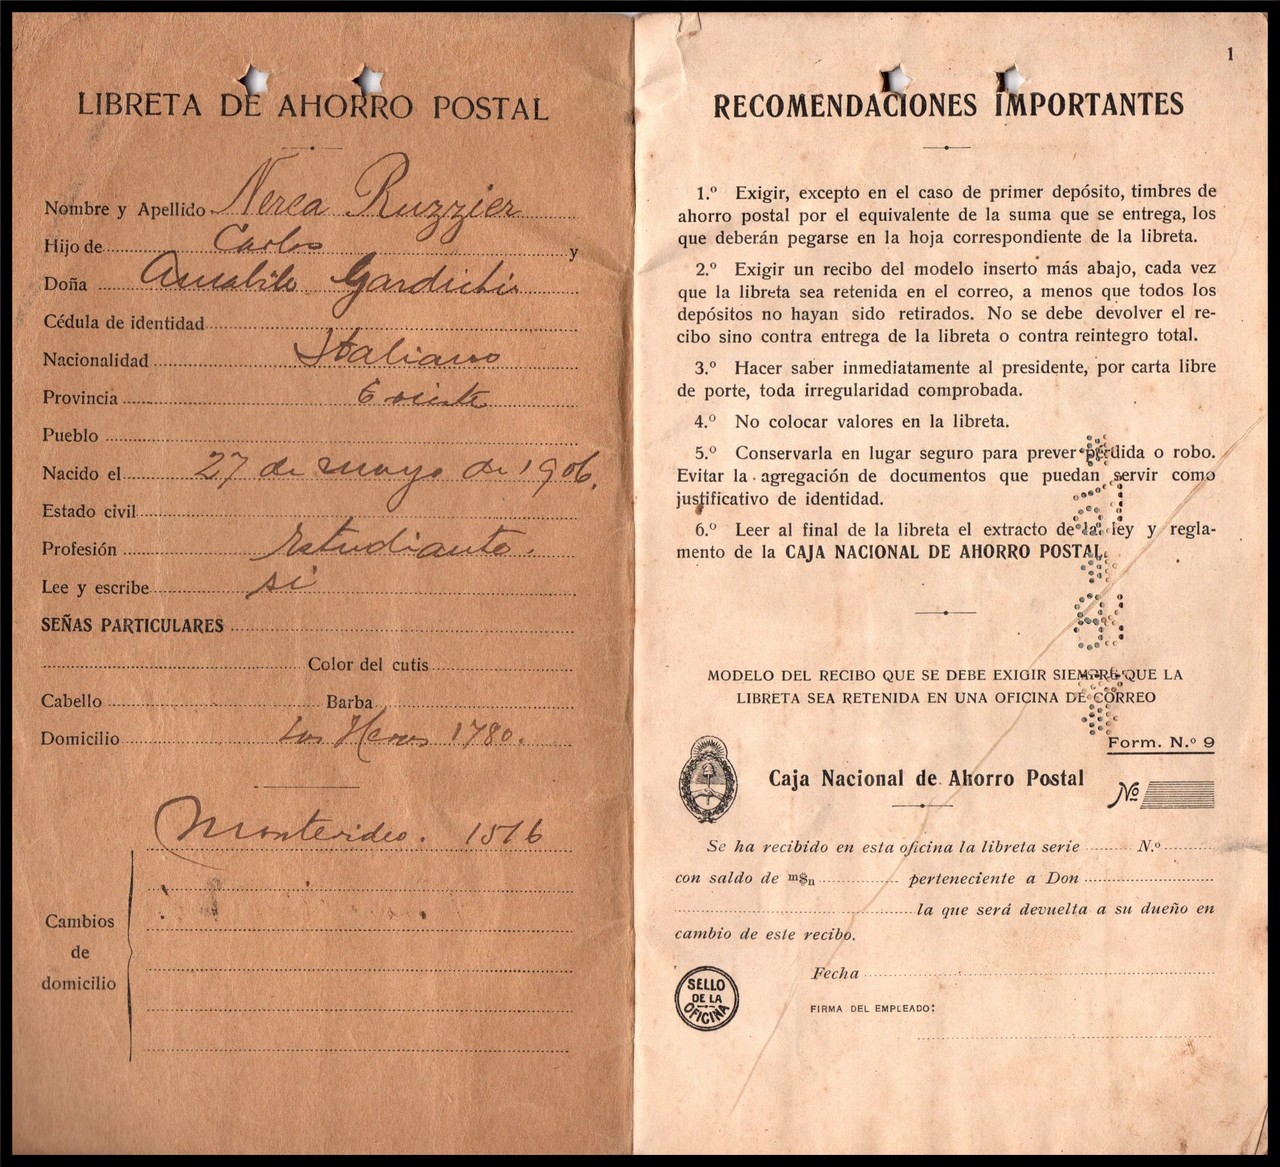 LIBRETA DE AHORRO POSTAL
Nombre y Apellido Nerea Ruzzier
Hijo de Carlos y
Doña Amabile
Cédula de identidad
Nacionalidad Italiano
Provincia
Pueblo
Nacido el 27 de mayo de 1906.
Estado civil
Profesión Estudiante.
Lee y escribe si
SEÑAS PARTICULARES
Color del cutis
Cabello Barba
Domicilio Las Heras 1780.
Montevideo. 1516
Cambios
de
domicilio
1
RECOMENDACIONES IMPORTANTES
1.º Exigir, excepto en el caso de primer depósito, timbres de
ahorro postal por el equivalente de la suma que se entrega, los
que deberán pegarse en la hoja correspondiente de la libreta.
2.º Exigir un recibo del modelo inserto más abajo, cada vez
que la libreta sea retenida en el correo, a menos que todos los
depósitos no hayan sido retirados. No se debe devolver el re-
cibo sino contra entrega de la libreta o contra reintegro total.
3.º Hacer saber inmediatamente al presidente, por carta libre
de porte, toda irregularidad comprobada.
4.º No colocar valores en la libreta.
5.º Conservarla en lugar seguro para prever pérdida o robo.
Evitar la agregación de documentos que puedan servir como
justificativo de identidad.
6.º Leer al final de la libreta el extracto de la ley y regla-
mento de la CAJA NACIONAL DE AHORRO POSTAL.
MODELO DEL RECIBO QUE SE DEBE EXIGIR SIEMPRE QUE LA
LIBRETA SEA RETENIDA EN UNA OFICINA DE CORREO
Form. N.º 9
Caja Nacional de Ahorro Postal
Nº
Se ha recibido en esta oficina la libreta serie N.º
con saldo de m$n perteneciente a Don
la que será devuelta a su dueño en
cambio de este recibo.
Fecha
SELLO
DE LA
OFICINA
FIRMA DEL EMPLEADO: